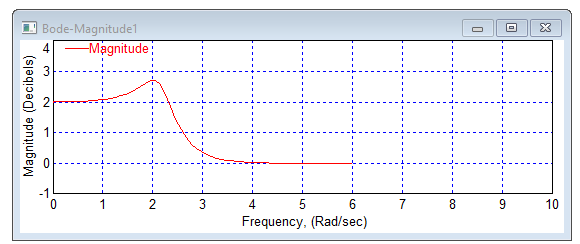 Bode-Magnitude1
Magnitude
4
3
2
1
0
-1
Magnitude (Decibels)
0 1 2 3 4 5 6 7 8 9 10
Frequency, (Rad/sec)